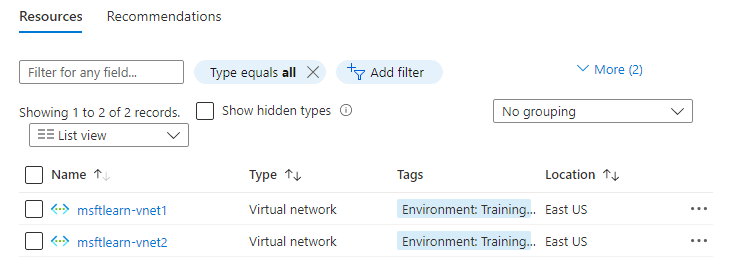 Resources Recommendations
Filter for any field... Type equals all Add filter More (2)
Showing 1 to 2 of 2 records. Show hidden types No grouping
List view
Name Type Tags Location
msftlearn-vnet1 Virtual network Environment: Training... East US
msftlearn-vnet2 Virtual network Environment: Training... East US